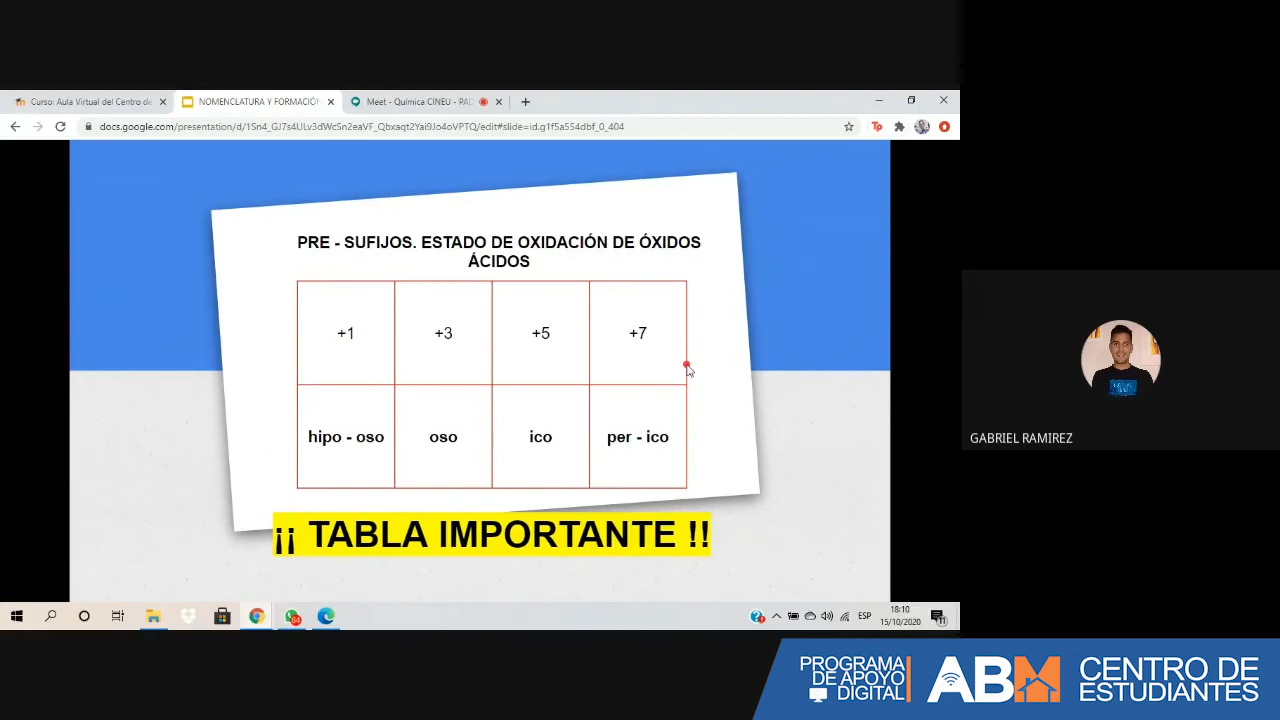 Curso: Aula Virtual del Centro de
NOMENCLATURA Y FORMACIÓN
Meet - Química CINEU - PAD
docs.google.com/presentation/d/1Sn4_GJ7s4ULv3dWcSn2eaVF_Qbxaqt2Yai9Jo4oVPTQ/edit#slide=id.g1f5a554dbf_0_404
PRE - SUFIJOS. ESTADO DE OXIDACIÓN DE ÓXIDOS
ÁCIDOS
+1 +3 +5 +7
hipo - oso oso ico per - ico
¡¡ TABLA IMPORTANTE !!
GABRIEL RAMIREZ
64
ESP
18:10
15/10/2020
PROGRAMA
DE APOYO
DIGITAL
ABM
CENTRO DE
ESTUDIANTES